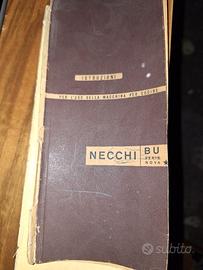 ISTRUZIONI
PER L'USO DELLA MACCHINA PER CUCIRE
NECCHI BU
NOVA
subito